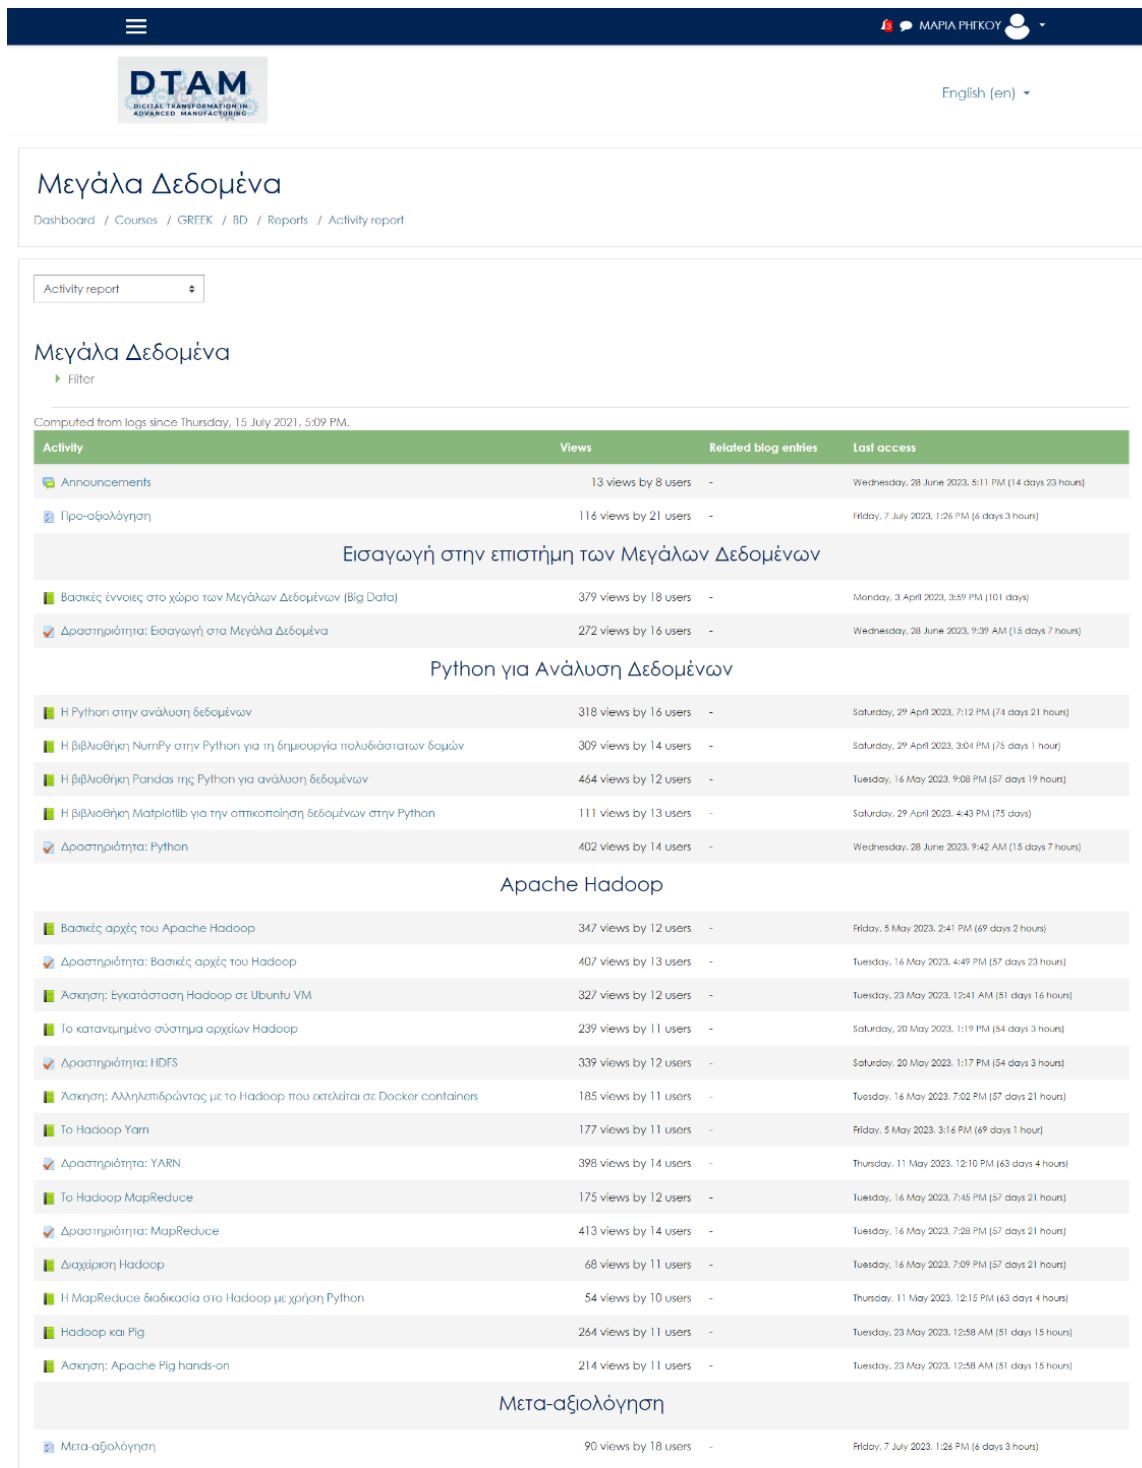 3 ΜΑΡΙΑ ΡΗΓΚΟΥ
DTAM
DIGITAL TRANSFORMATION IN
ADVANCED MANUFACTURING
English (en)
Μεγάλα Δεδομένα
Dashboard / Courses / GREEK / BD / Reports / Activity report
Activity report
Μεγάλα Δεδομένα
Filter
Computed from logs since Thursday, 15 July 2021, 5:09 PM.
Activity Views Related blog entries Last access
Announcements 13 views by 8 users - Wednesday, 28 June 2023, 5:11 PM (14 days 23 hours)
Προ-αξιολόγηση 116 views by 21 users - Friday, 7 July 2023, 1:26 PM (6 days 3 hours)
Εισαγωγή στην επιστήμη των Μεγάλων Δεδομένων
Βασικές έννοιες στο χώρο των Μεγάλων Δεδομένων (Big Data) 379 views by 18 users - Monday, 3 April 2023, 3:59 PM (101 days)
Δραστηριότητα: Εισαγωγή στα Μεγάλα Δεδομένα 272 views by 16 users - Wednesday, 28 June 2023, 9:39 AM (15 days 7 hours)
Python για Ανάλυση Δεδομένων
Η Python στην ανάλυση δεδομένων 318 views by 16 users - Saturday, 29 April 2023, 7:12 PM (74 days 21 hours)
Η βιβλιοθήκη NumPy στην Python για τη δημιουργία πολυδιάστατων δομών 309 views by 14 users - Saturday, 29 April 2023, 3:04 PM (75 days 1 hour)
Η βιβλιοθήκη Pandas της Python για ανάλυση δεδομένων 464 views by 12 users - Tuesday, 16 May 2023, 9:08 PM (57 days 19 hours)
Η βιβλιοθήκη Matplotlib για την οπτικοποίηση δεδομένων στην Python 111 views by 13 users - Saturday, 29 April 2023, 4:43 PM (75 days)
Δραστηριότητα: Python 402 views by 14 users - Wednesday, 28 June 2023, 9:42 AM (15 days 7 hours)
Apache Hadoop
Βασικές αρχές του Apache Hadoop 347 views by 12 users - Friday, 5 May 2023, 2:41 PM (69 days 2 hours)
Δραστηριότητα: Βασικές αρχές του Hadoop 407 views by 13 users - Tuesday, 16 May 2023, 4:49 PM (57 days 23 hours)
Άσκηση: Εγκατάσταση Hadoop σε Ubuntu VM 327 views by 12 users - Tuesday, 23 May 2023, 12:41 AM (51 days 16 hours)
Το κατανεμημένο σύστημα αρχείων Hadoop 239 views by 11 users - Saturday, 20 May 2023, 1:19 PM (54 days 3 hours)
Δραστηριότητα: HDFS 339 views by 12 users - Saturday, 20 May 2023, 1:17 PM (54 days 3 hours)
Άσκηση: Αλληλεπιδρώντας με το Hadoop που εκτελείται σε Docker containers 185 views by 11 users - Tuesday, 16 May 2023, 7:02 PM (57 days 21 hours)
Το Hadoop Yarn 177 views by 11 users - Friday, 5 May 2023, 3:16 PM (69 days 1 hour)
Δραστηριότητα: YARN 398 views by 14 users - Thursday, 11 May 2023, 12:10 PM (63 days 4 hours)
Το Hadoop MapReduce 175 views by 12 users - Tuesday, 16 May 2023, 7:45 PM (57 days 21 hours)
Δραστηριότητα: MapReduce 413 views by 14 users - Tuesday, 16 May 2023, 7:28 PM (57 days 21 hours)
Διαχείριση Hadoop 68 views by 11 users - Tuesday, 16 May 2023, 7:09 PM (57 days 21 hours)
Η MapReduce διαδικασία στο Hadoop με χρήση Python 54 views by 10 users - Thursday, 11 May 2023, 12:15 PM (63 days 4 hours)
Hadoop και Pig 264 views by 11 users - Tuesday, 23 May 2023, 12:58 AM (51 days 15 hours)
Άσκηση: Apache Pig hands-on 214 views by 11 users - Tuesday, 23 May 2023, 12:58 AM (51 days 15 hours)
Μετα-αξιολόγηση
Μετα-αξιολόγηση 90 views by 18 users - Friday, 7 July 2023, 1:26 PM (6 days 3 hours)